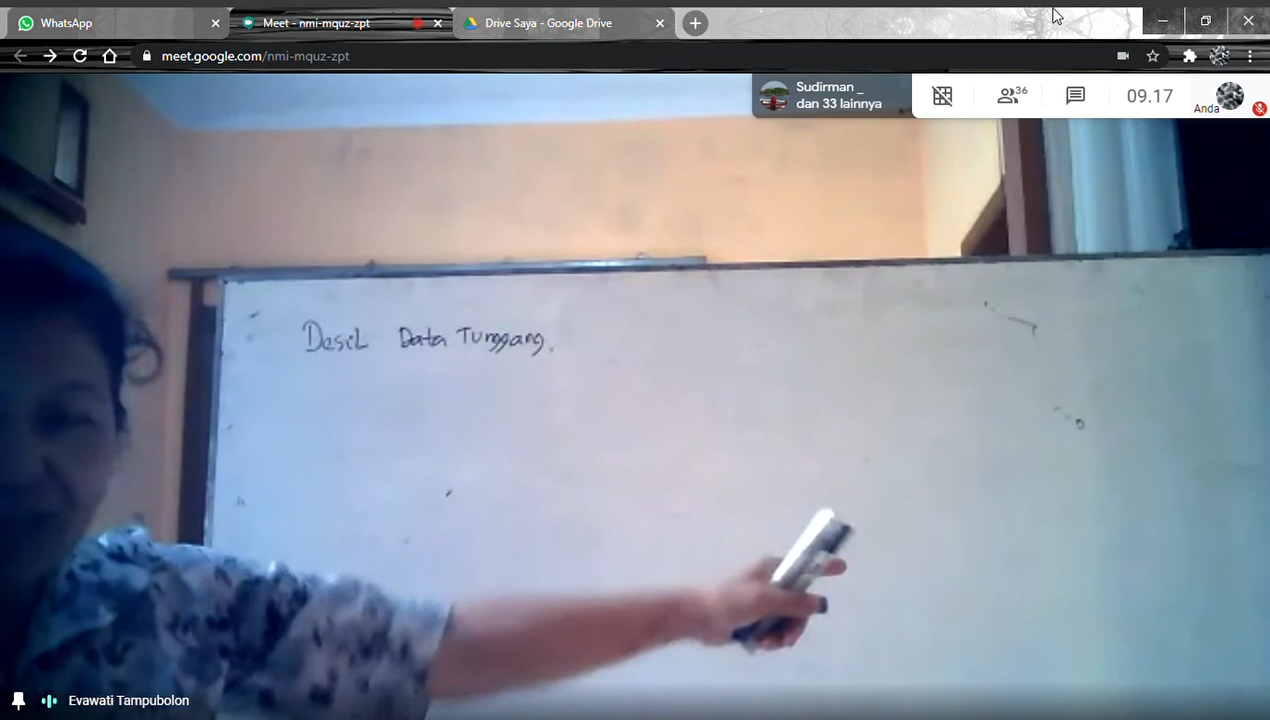 WhatsApp
Meet - nmi-mquz-zpt
Drive Saya - Google Drive
meet.google.com/nmi-mquz-zpt
Sudirman _
dan 33 lainnya
36
09.17
Anda
Desil Data Tunggang.
Evawati Tampubolon